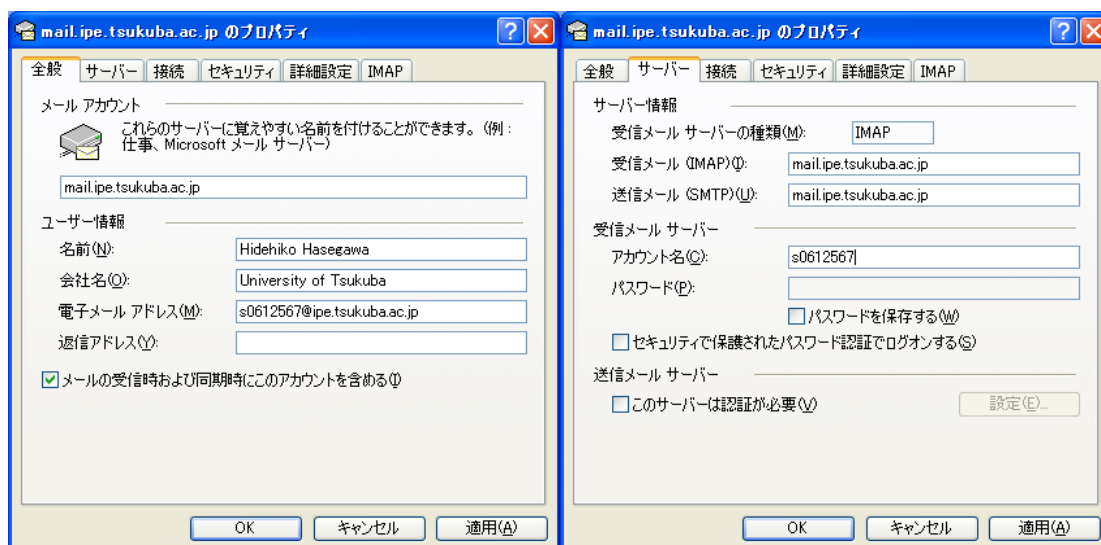 mail.ipe.tsukuba.ac.jp のプロパティ
全般 サーバー 接続 セキュリティ 詳細設定 IMAP
メール アカウント
これらのサーバーに覚えやすい名前を付けることができます。(例：
仕事、Microsoft メール サーバー)
mail.ipe.tsukuba.ac.jp
ユーザー情報
名前(N): Hidehiko Hasegawa
会社名(O): University of Tsukuba
電子メール アドレス(M): s0612567@ipe.tsukuba.ac.jp
返信アドレス(Y):
メールの受信時および同期時にこのアカウントを含める(I)
OK キャンセル 適用(A)
mail.ipe.tsukuba.ac.jp のプロパティ
全般 サーバー 接続 セキュリティ 詳細設定 IMAP
サーバー情報
受信メール サーバーの種類(M): IMAP
受信メール (IMAP)(I): mail.ipe.tsukuba.ac.jp
送信メール (SMTP)(U): mail.ipe.tsukuba.ac.jp
受信メール サーバー
アカウント名(C): s0612567
パスワード(P):
パスワードを保存する(W)
セキュリティで保護されたパスワード認証でログオンする(S)
送信メール サーバー
このサーバーは認証が必要(V) 設定(E)...
OK キャンセル 適用(A)